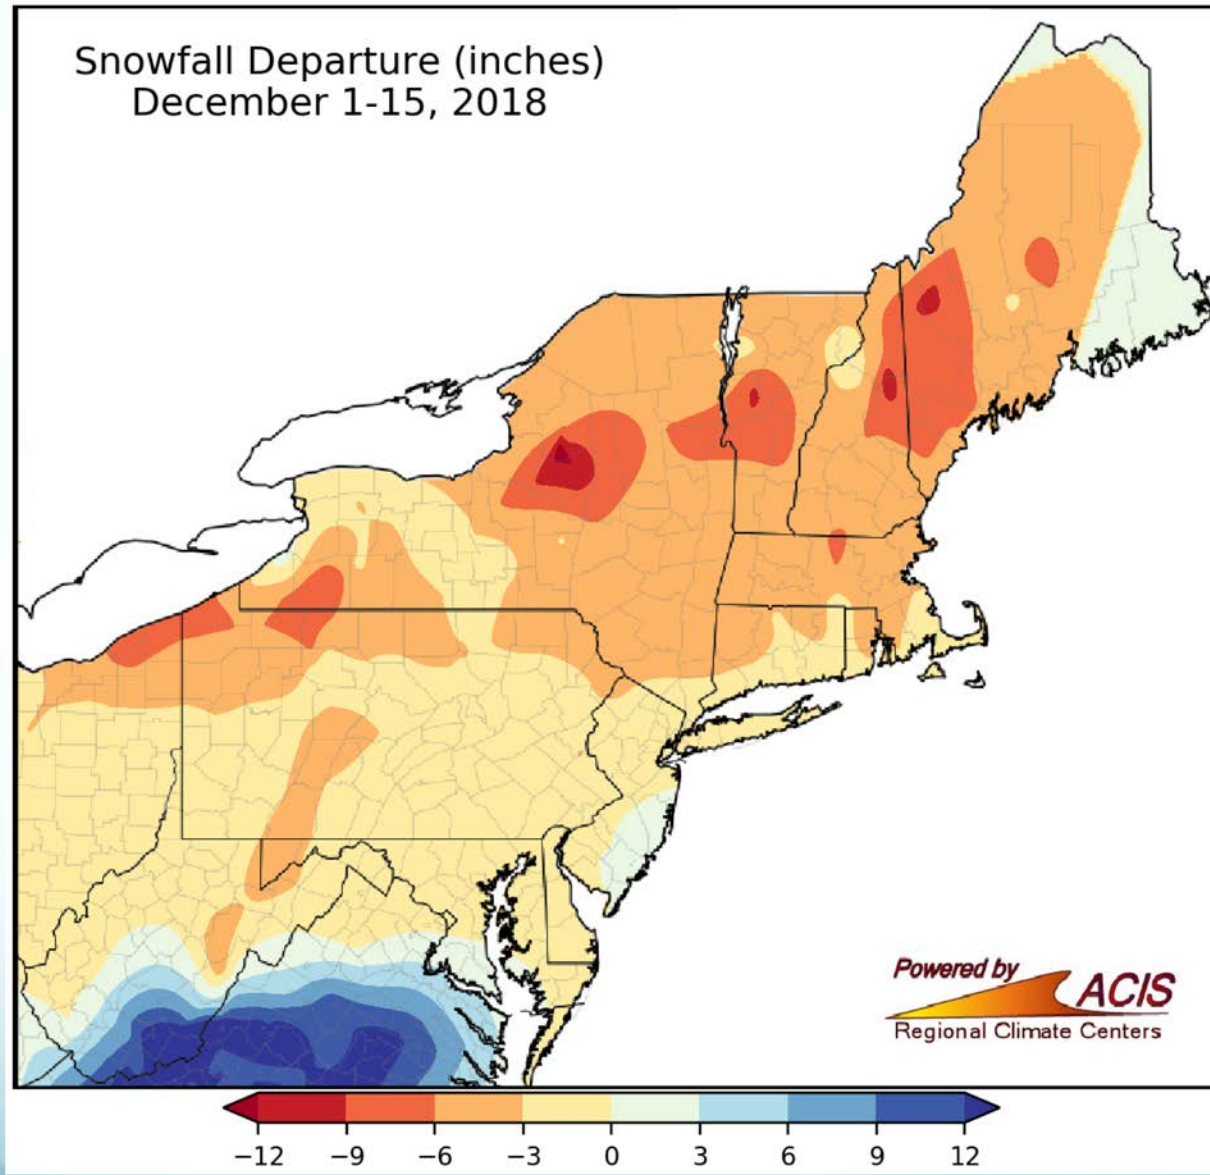 Snowfall Departure (inches)
December 1-15, 2018
Powered by
ACIS
Regional Climate Centers
−12 −9 −6 −3 0 3 6 9 12